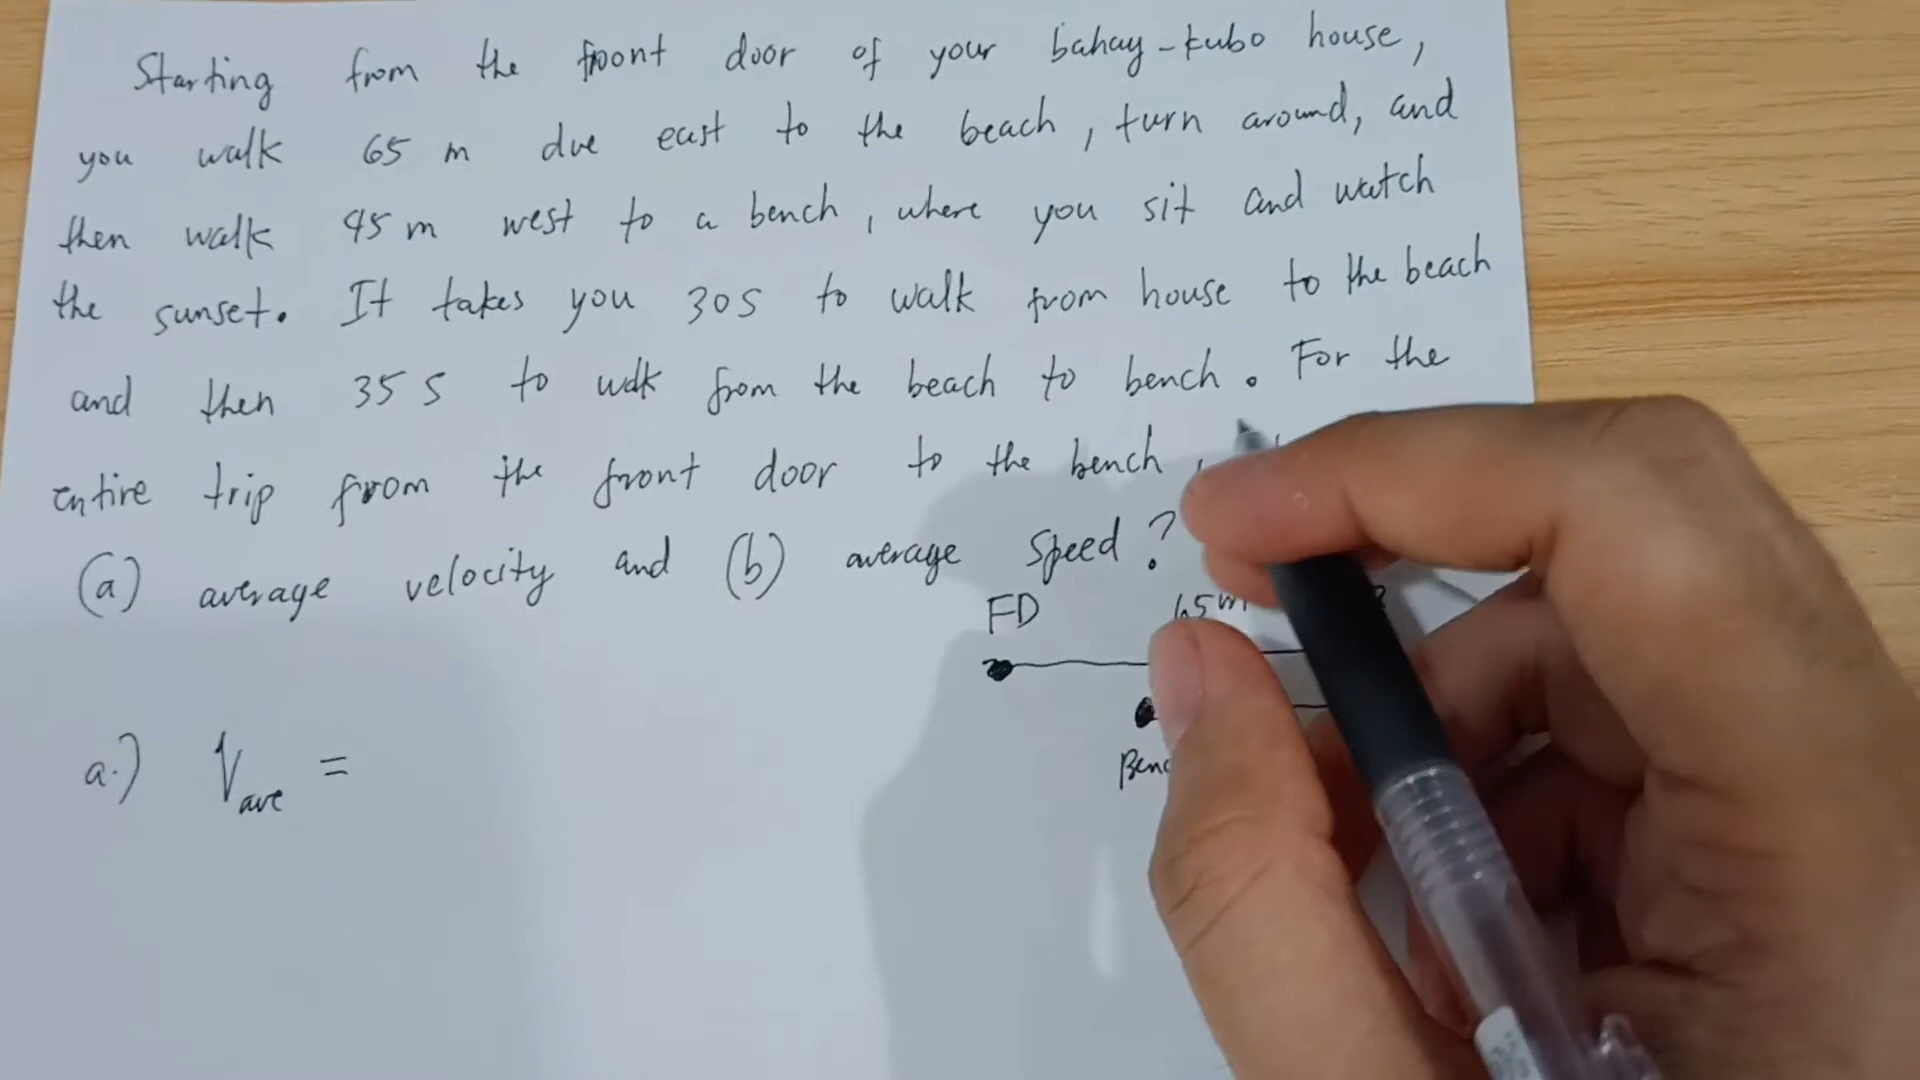 Starting from the front door of your bahay-kubo house,
you walk 65 m due east to the beach, turn around, and
then walk 45 m west to a bench, where you sit and watch
the sunset. It takes you 30s to walk from house to the beach
and then 35 s to walk from the beach to bench. For the
entire trip from the front door to the bench,
(a) average velocity and (b) average speed?
FD 65m
Benc
a.) Vave =